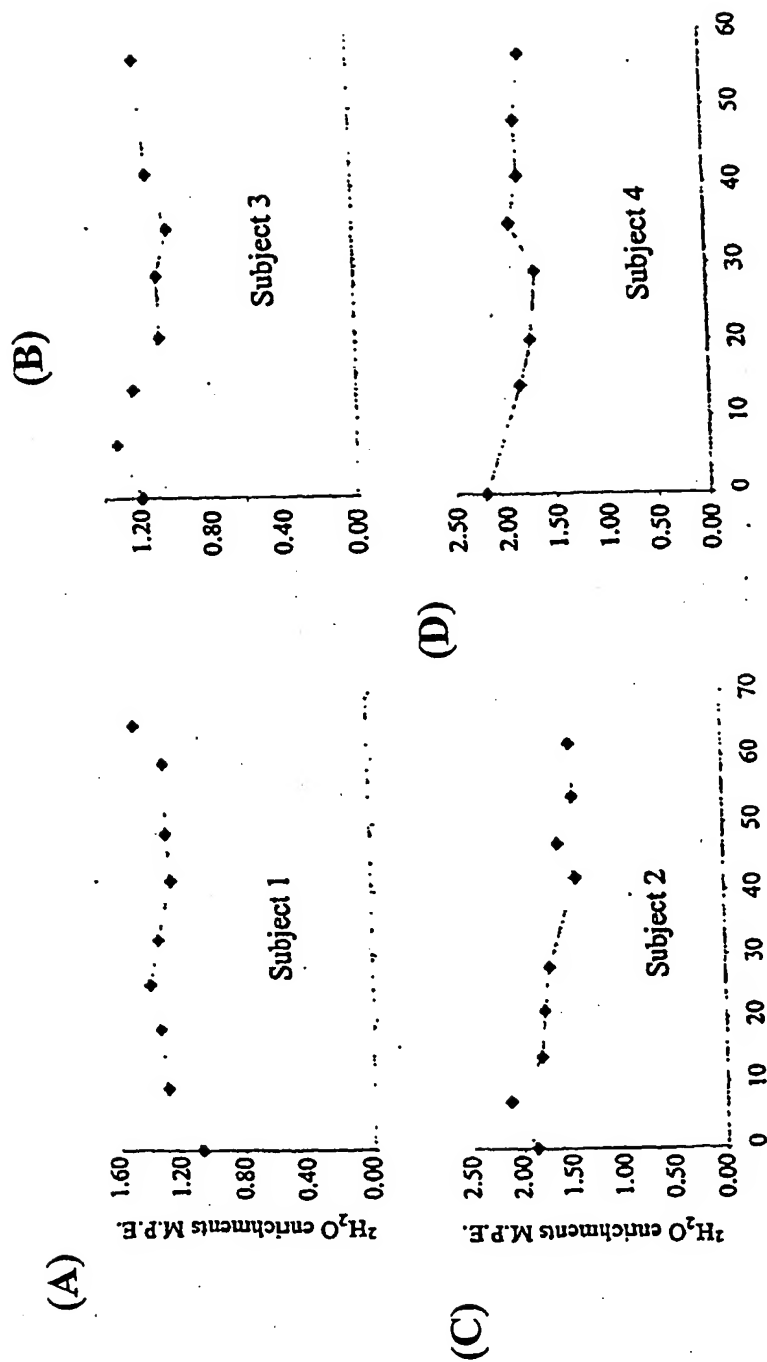 (A)
²H₂O enrichments M.P.E.
1.60
1.20
0.80
0.40
0.00
Subject 1
(B)
1.20
0.80
0.40
0.00
Subject 3
(C)
²H₂O enrichments M.P.E.
2.50
2.00
1.50
1.00
0.50
0.00
Subject 2
0 10 20 30 40 50 60 70
(D)
2.50
2.00
1.50
1.00
0.50
0.00
Subject 4
0 10 20 30 40 50 60